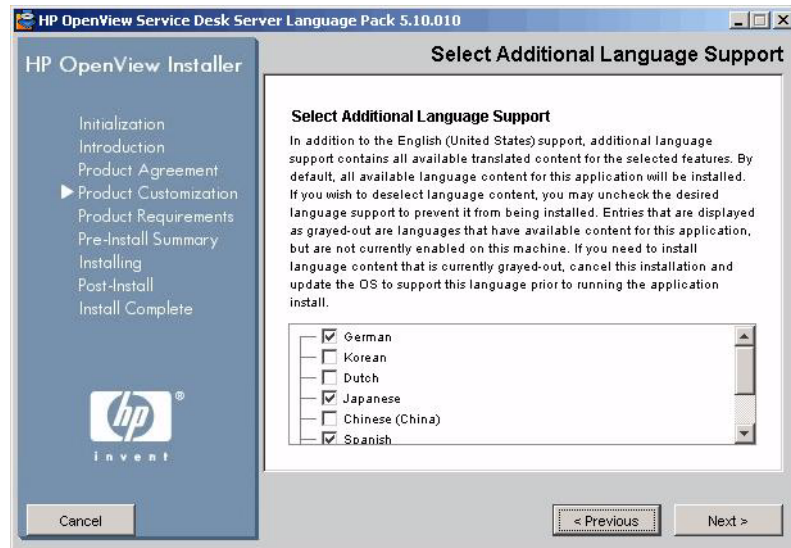 HP OpenView Service Desk Server Language Pack 5.10.010
HP OpenView Installer
Initialization
Introduction
Product Agreement
Product Customization
Product Requirements
Pre-Install Summary
Installing
Post-Install
Install Complete
hp
®
invent
Cancel
Select Additional Language Support
Select Additional Language Support
In addition to the English (United States) support, additional language
support contains all available translated content for the selected features. By
default, all available language content for this application will be installed.
If you wish to deselect language content, you may uncheck the desired
language support to prevent it from being installed. Entries that are displayed
as grayed-out are languages that have available content for this application,
but are not currently enabled on this machine. If you need to install
language content that is currently grayed-out, cancel this installation and
update the OS to support this language prior to running the application
install.
German
Korean
Dutch
Japanese
Chinese (China)
Spanish
< Previous
Next >